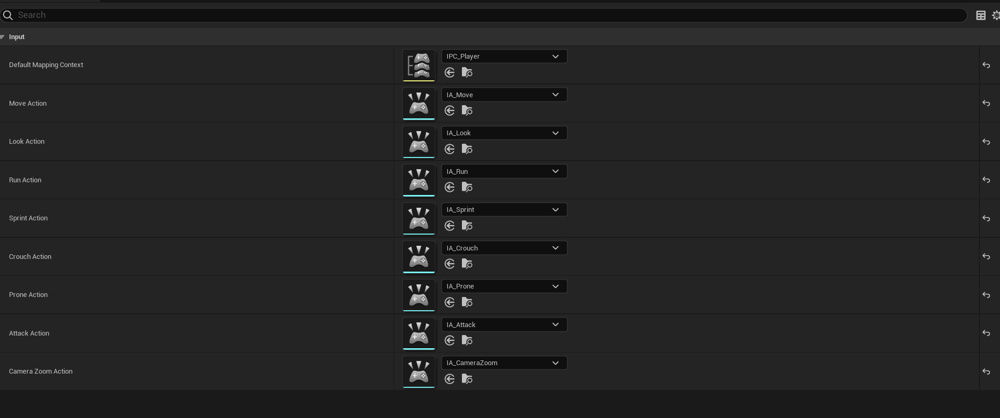 Search
Input
Default Mapping Context
IPC_Player
Move Action
IA_Move
Look Action
IA_Look
Run Action
IA_Run
Sprint Action
IA_Sprint
Crouch Action
IA_Crouch
Prone Action
IA_Prone
Attack Action
IA_Attack
Camera Zoom Action
IA_CameraZoom